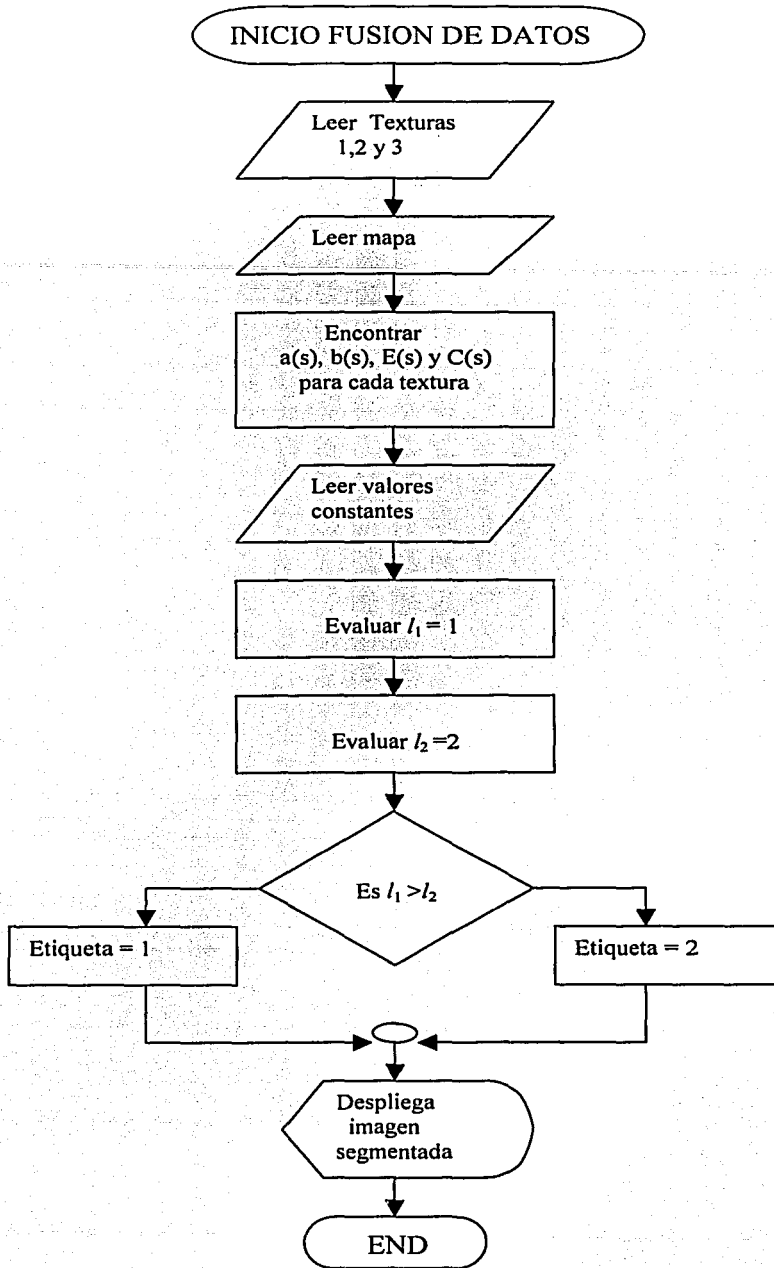 INICIO FUSION DE DATOS
Leer Texturas
1,2 y 3
Leer mapa
Encontrar
a(s), b(s), E(s) y C(s)
para cada textura
Leer valores
constantes
Evaluar l₁ = 1
Evaluar l₂ =2
Es l₁ >l₂
Etiqueta = 1
Etiqueta = 2
Despliega
imagen
segmentada
END